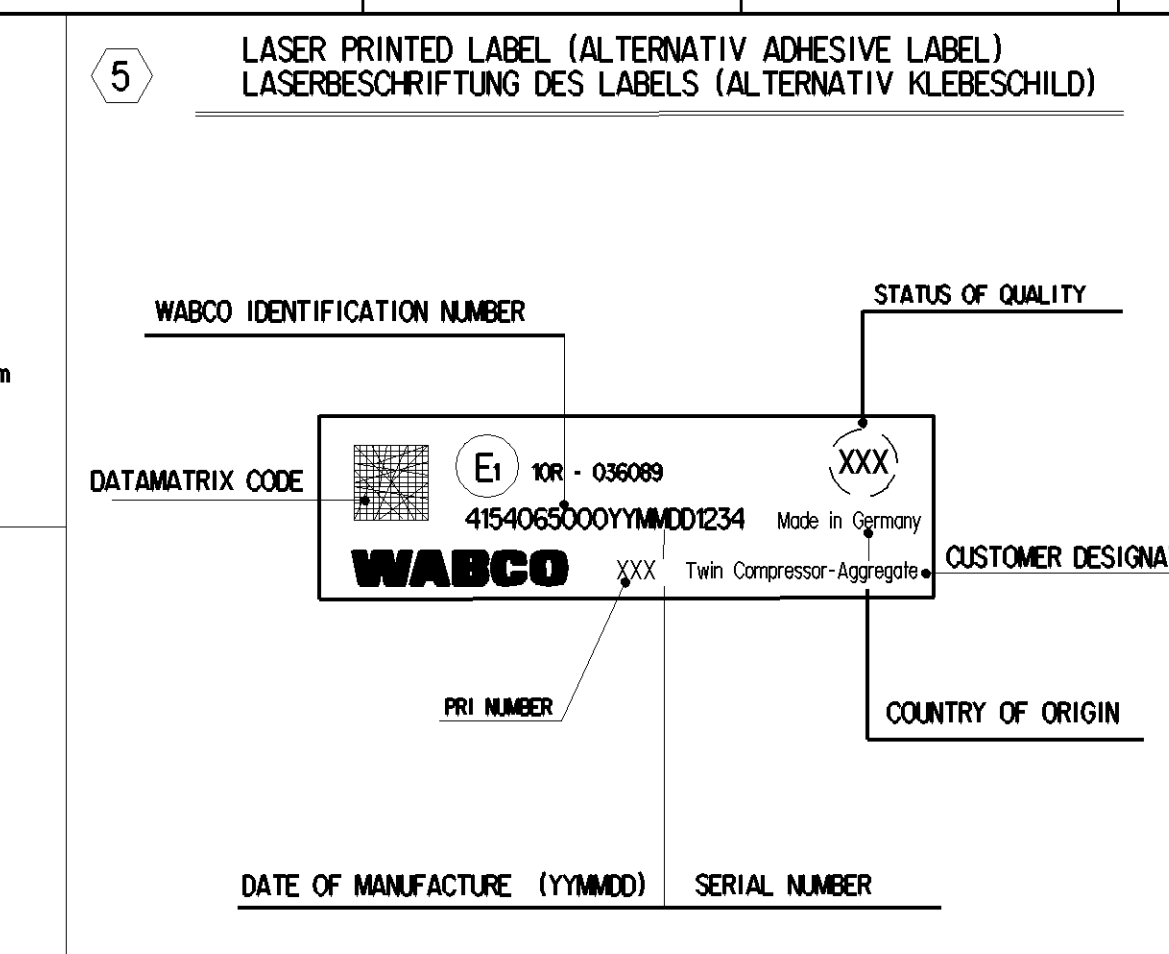 5
LASER PRINTED LABEL (ALTERNATIV ADHESIVE LABEL)
LASERBESCHRIFTUNG DES LABELS (ALTERNATIV KLEBESCHILD)
STATUS OF QUALITY
WABCO IDENTIFICATION NUMBER
m
XXX
E1 10R - 036089
DATAMATRIX CODE
4154065000YYMMDD1234 Made in Germany
WABCO XXX Twin Compressor-Aggregate
CUSTOMER DESIGNA
PRI NUMBER
COUNTRY OF ORIGIN
DATE OF MANUFACTURE (YYMMDD) SERIAL NUMBER